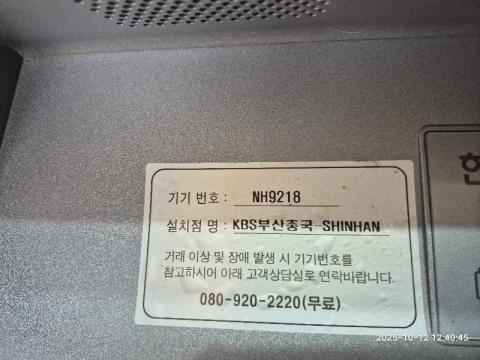 기기 번호 : NH9218
설치점 명 : KBS부산총국-SHINHAN
거래 이상 및 장애 발생 시 기기번호를
참고하시어 아래 고객상담실로 연락바랍니다.
080-920-2220(무료)
2025-10-12 12:40:45